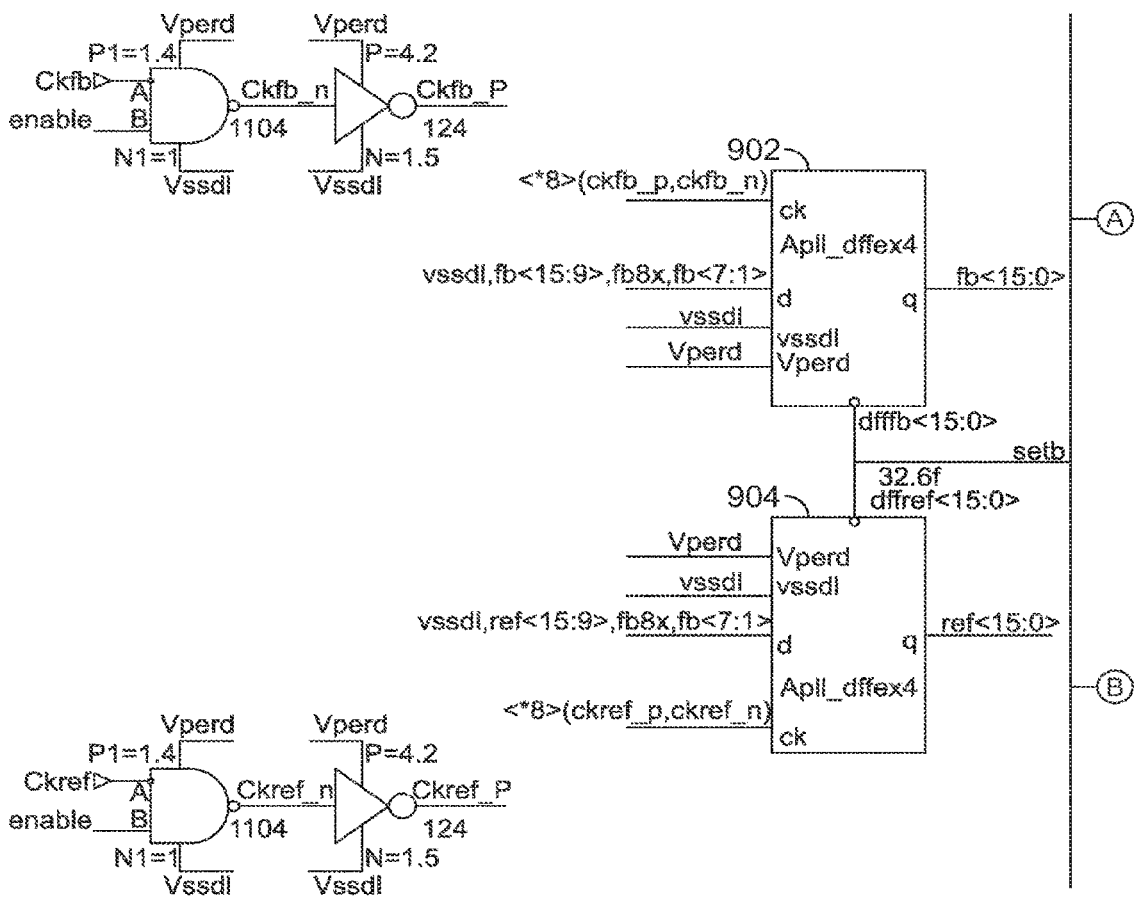 Vperd
P1=1.4
Ckfb
A
enable
B
Ckfb_n
1104
N1=1
Vssdl
Vperd
P=4.2
Ckfb_P
124
N=1.5
Vssdl
902
<*8>(ckfb_p,ckfb_n)
ck
Apll_dffex4
vssdl,fb<15:9>,fb8x,fb<7:1>
d
q
fb<15:0>
vssdl
vssdl
Vperd
Vperd
dfffb<15:0>
setb
32.6f
904
dffref<15:0>
Vperd
Vperd
vssdl
vssdl
vssdl,ref<15:9>,fb8x,fb<7:1>
d
q
ref<15:0>
Apll_dffex4
<*8>(ckref_p,ckref_n)
ck
A
B
Vperd
P1=1.4
Ckref
A
enable
B
Ckref_n
1104
N1=1
Vssdl
Vperd
P=4.2
Ckref_P
124
N=1.5
Vssdl